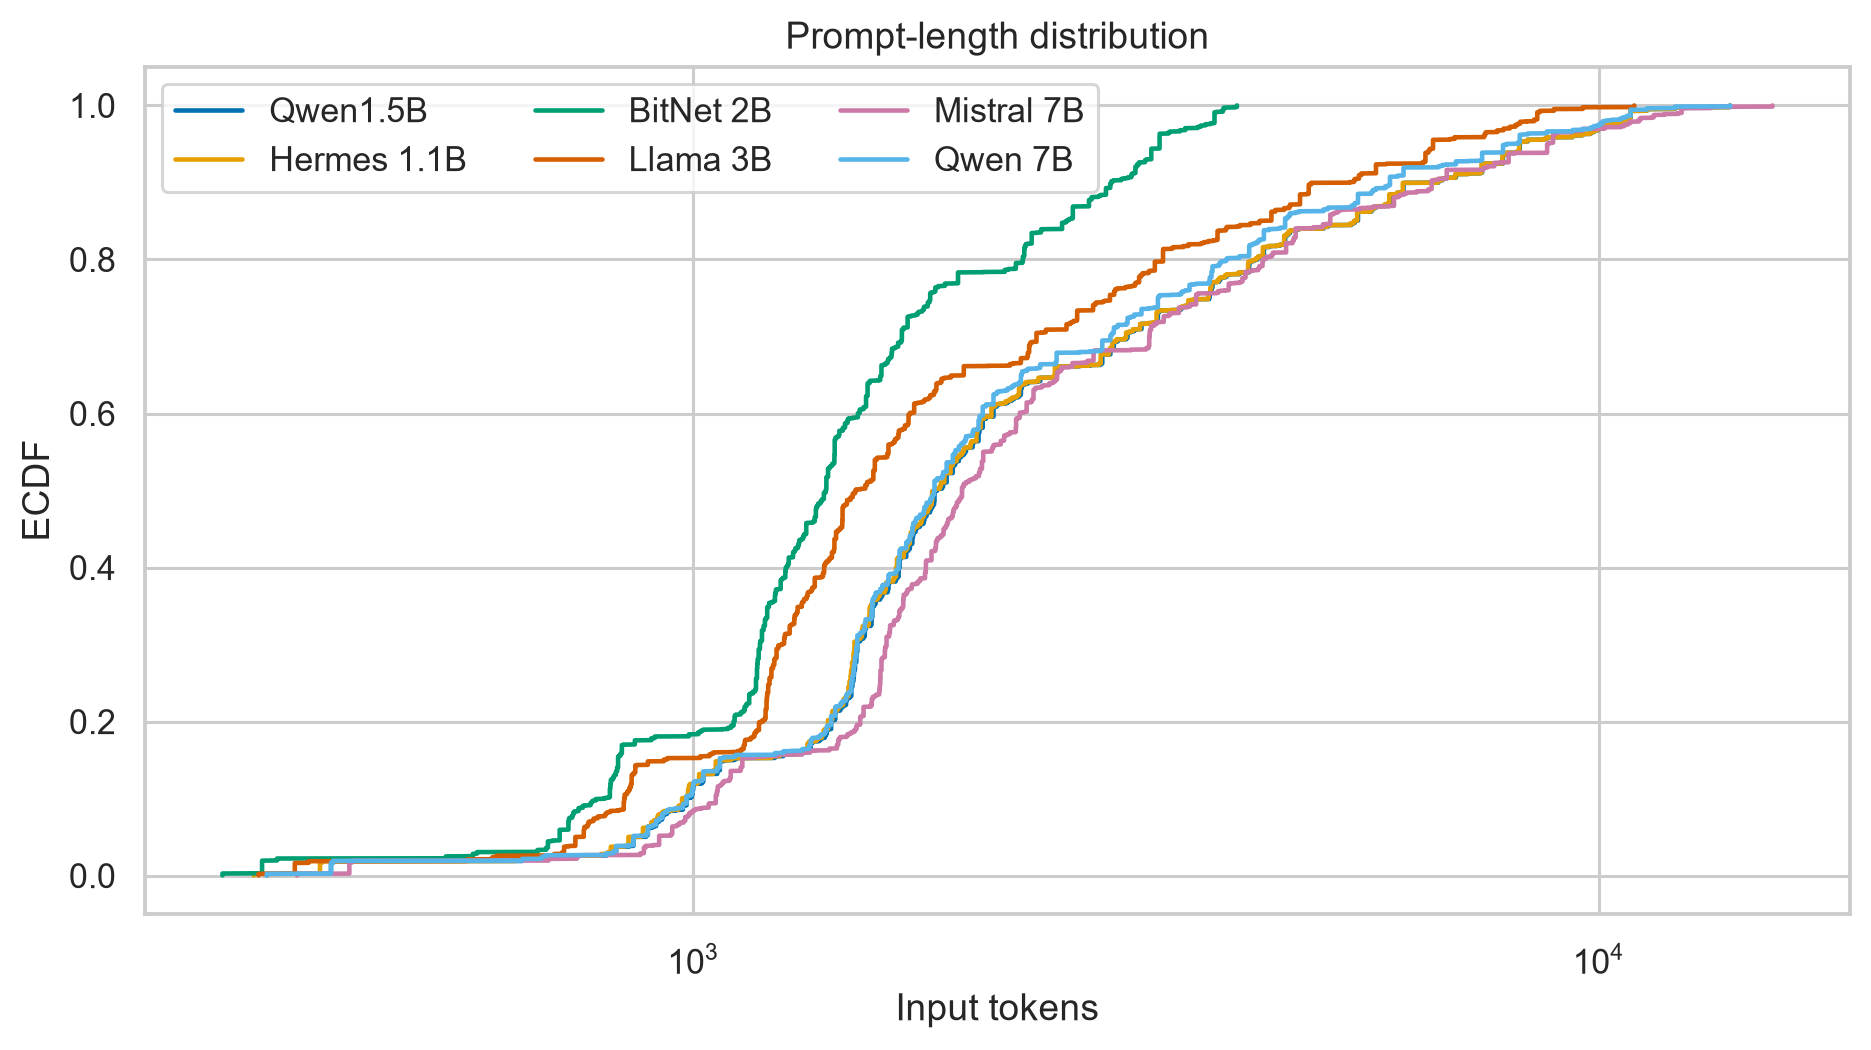 Prompt-length distribution
Qwen1.5B BitNet 2B Mistral 7B
Hermes 1.1B Llama 3B Qwen 7B
1.0
0.8
0.6
0.4
0.2
0.0
ECDF
10³ 10⁴
Input tokens